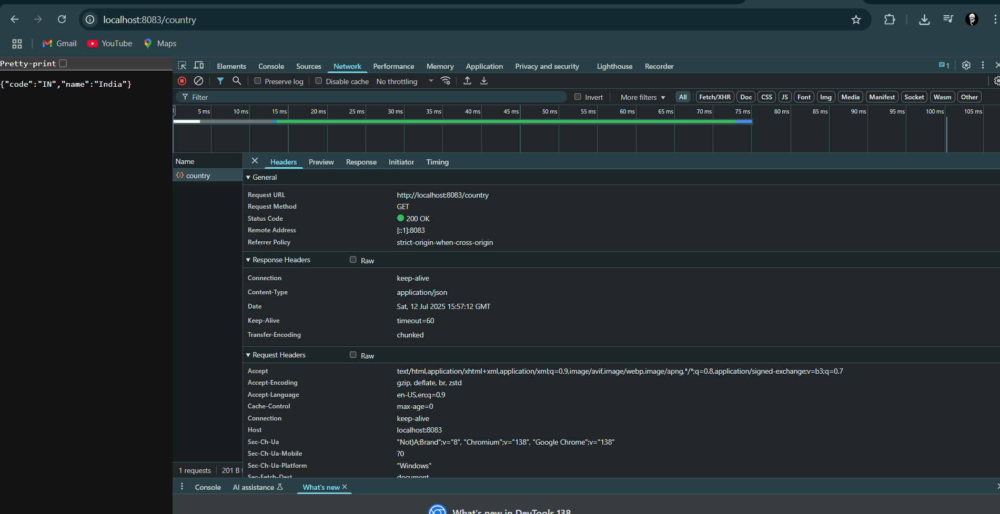 localhost:8083/country
Gmail YouTube Maps
Pretty-print
{"code":"IN","name":"India"}
Elements Console Sources Network Performance Memory Application Privacy and security Lighthouse Recorder 1
Preserve log Disable cache No throttling
Filter Invert More filters All Fetch/XHR Doc CSS JS Font Img Media Manifest Socket Wasm Other
5 ms 10 ms 15 ms 20 ms 25 ms 30 ms 35 ms 40 ms 45 ms 50 ms 55 ms 60 ms 65 ms 70 ms 75 ms 80 ms 85 ms 90 ms 95 ms 100 ms 105 ms
Name
country
Headers Preview Response Initiator Timing
General
Request URL http://localhost:8083/country
Request Method GET
Status Code 200 OK
Remote Address [::1]:8083
Referrer Policy strict-origin-when-cross-origin
Response Headers Raw
Connection keep-alive
Content-Type application/json
Date Sat, 12 Jul 2025 15:57:12 GMT
Keep-Alive timeout=60
Transfer-Encoding chunked
Request Headers Raw
Accept text/html,application/xhtml+xml,application/xml;q=0.9,image/avif,image/webp,image/apng,*/*;q=0.8,application/signed-exchange;v=b3;q=0.7
Accept-Encoding gzip, deflate, br, zstd
Accept-Language en-US,en;q=0.9
Cache-Control max-age=0
Connection keep-alive
Host localhost:8083
Sec-Ch-Ua "Not)A;Brand";v="8", "Chromium";v="138", "Google Chrome";v="138"
Sec-Ch-Ua-Mobile ?0
Sec-Ch-Ua-Platform "Windows"
Sec-Fetch-Dest document
1 requests 201 B t
Console AI assistance What's new
What's new in DevTools 138